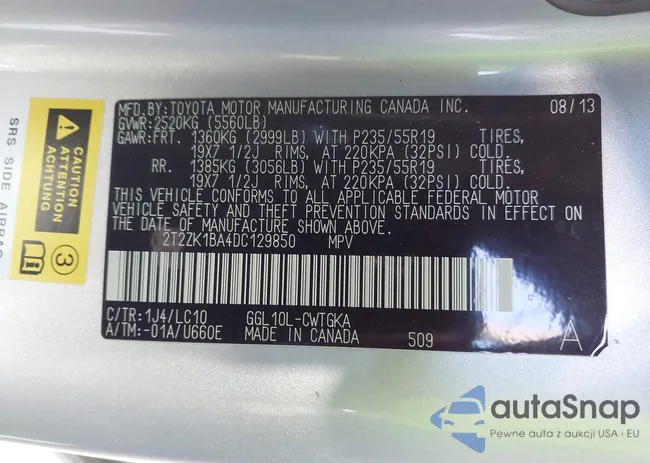 MFD.BY:TOYOTA MOTOR MANUFACTURING CANADA INC. 08/13
GVWR:2520KG (5560LB)
GAWR:FRT. 1360KG (2999LB) WITH P235/55R19 TIRES,
19X7 1/2J RIMS, AT 220KPA (32PSI) COLD.
RR. 1385KG (3056LB) WITH P235/55R19 TIRES,
19X7 1/2J RIMS, AT 220KPA (32PSI) COLD.
THIS VEHICLE CONFORMS TO ALL APPLICABLE FEDERAL MOTOR
VEHICLE SAFETY AND THEFT PREVENTION STANDARDS IN EFFECT ON
THE DATE OF MANUFACTURE SHOWN ABOVE.
2T2ZK1BA4DC129850 MPV
C/TR:1J4/LC10 GGL10L-CWTGKA
A/TM:-01A/U660E MADE IN CANADA 509 A
SRS SIDE AIRBAG
CAUTION
ATTENTION
ACHTUNG
3
autoSnap
Pewne auta z aukcji USA i EU